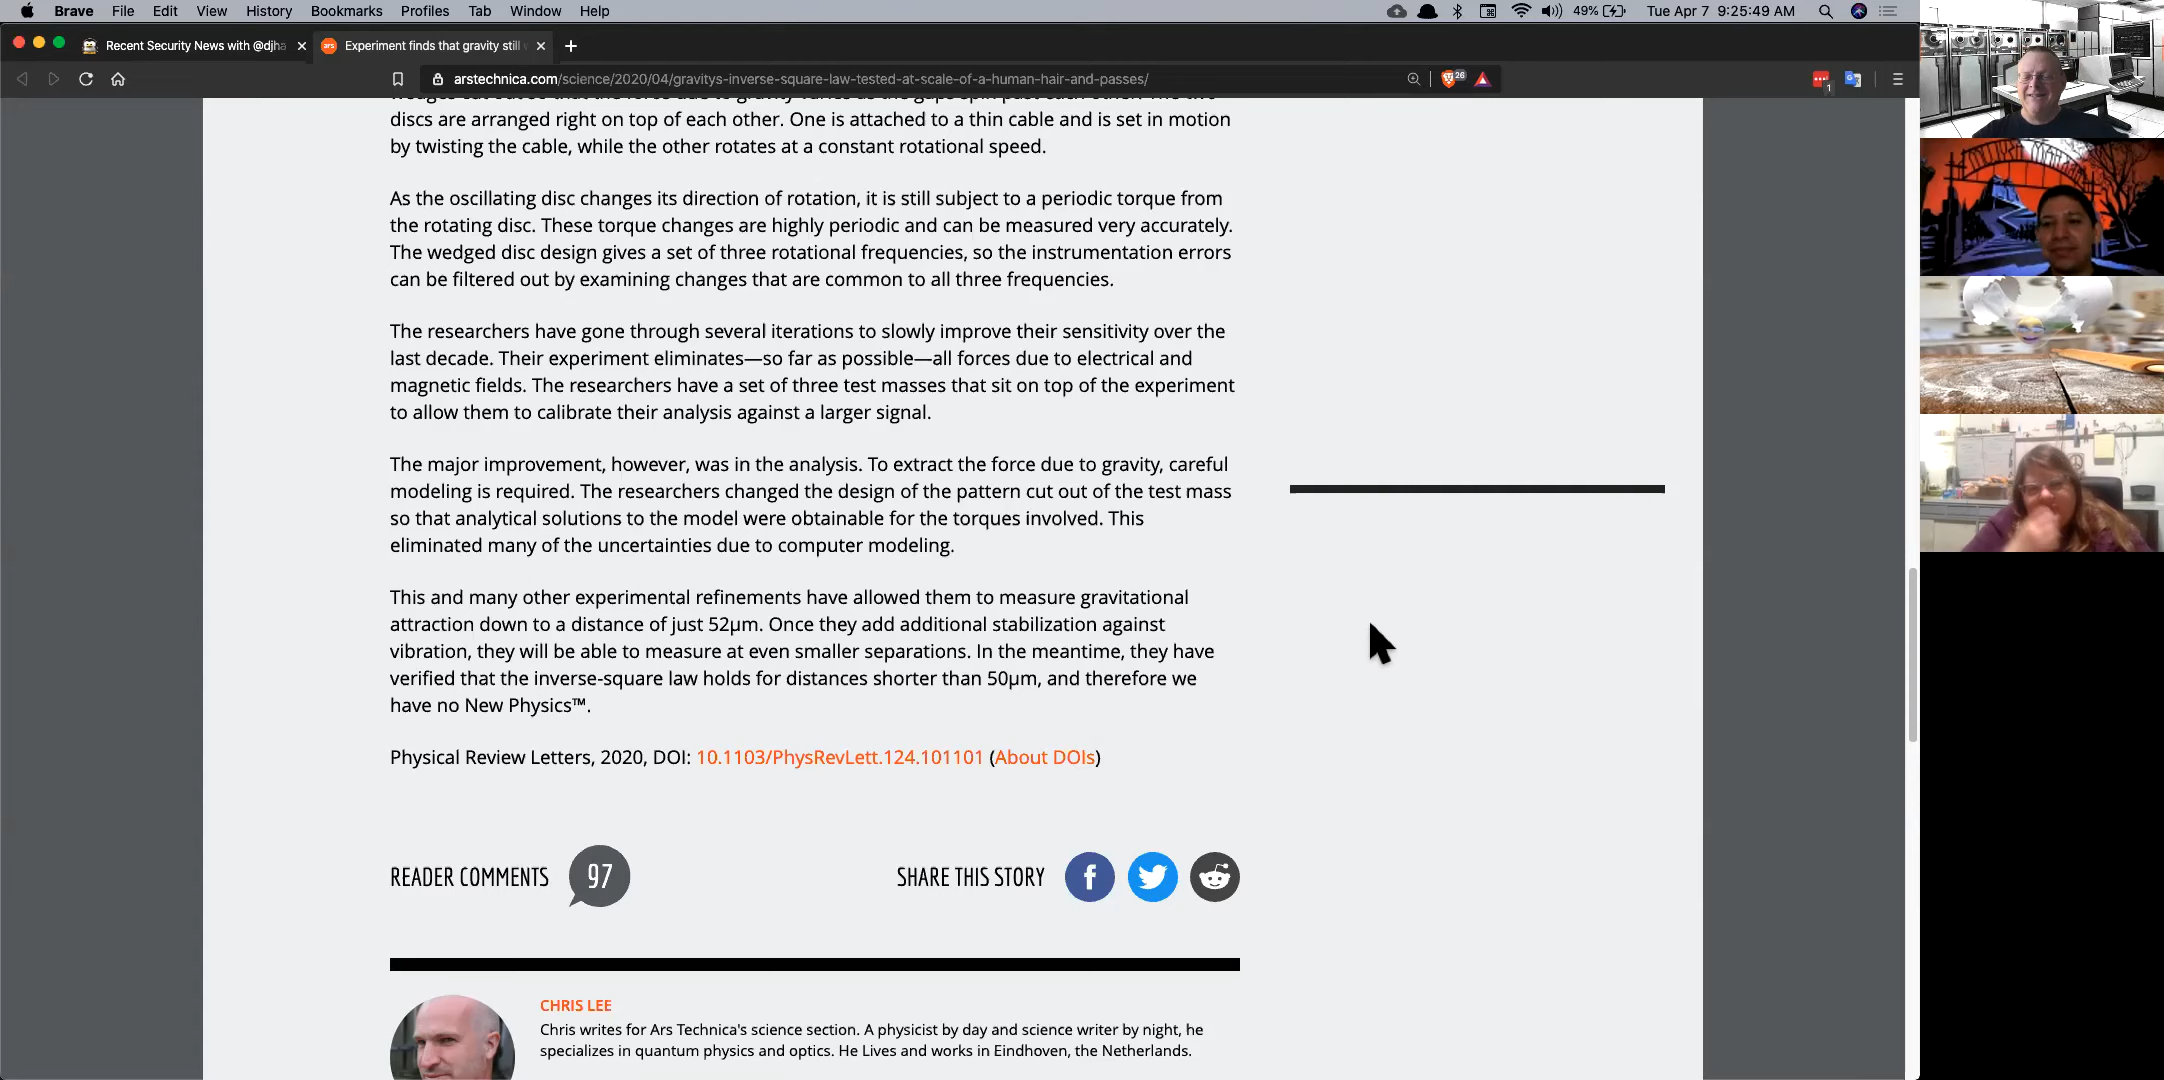 Brave File Edit View History Bookmarks Profiles Tab Window Help 49% Tue Apr 7 9:25:49 AM
Recent Security News with @djha
Experiment finds that gravity still
arstechnica.com/science/2020/04/gravitys-inverse-square-law-tested-at-scale-of-a-human-hair-and-passes/
26
1
discs are arranged right on top of each other. One is attached to a thin cable and is set in motion
by twisting the cable, while the other rotates at a constant rotational speed.
As the oscillating disc changes its direction of rotation, it is still subject to a periodic torque from
the rotating disc. These torque changes are highly periodic and can be measured very accurately.
The wedged disc design gives a set of three rotational frequencies, so the instrumentation errors
can be filtered out by examining changes that are common to all three frequencies.
The researchers have gone through several iterations to slowly improve their sensitivity over the
last decade. Their experiment eliminates—so far as possible—all forces due to electrical and
magnetic fields. The researchers have a set of three test masses that sit on top of the experiment
to allow them to calibrate their analysis against a larger signal.
The major improvement, however, was in the analysis. To extract the force due to gravity, careful
modeling is required. The researchers changed the design of the pattern cut out of the test mass
so that analytical solutions to the model were obtainable for the torques involved. This
eliminated many of the uncertainties due to computer modeling.
This and many other experimental refinements have allowed them to measure gravitational
attraction down to a distance of just 52μm. Once they add additional stabilization against
vibration, they will be able to measure at even smaller separations. In the meantime, they have
verified that the inverse-square law holds for distances shorter than 50μm, and therefore we
have no New Physics™.
Physical Review Letters, 2020, DOI: 10.1103/PhysRevLett.124.101101 (About DOIs)
READER COMMENTS 97
SHARE THIS STORY
CHRIS LEE
Chris writes for Ars Technica's science section. A physicist by day and science writer by night, he
specializes in quantum physics and optics. He Lives and works in Eindhoven, the Netherlands.